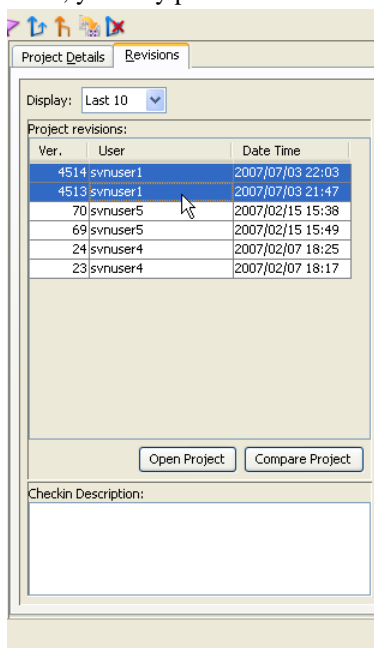 Project Details Revisions
Display: Last 10
Project revisions:
Ver. User Date Time
4514 svnuser1 2007/07/03 22:03
4513 svnuser1 2007/07/03 21:47
70 svnuser5 2007/02/15 15:38
69 svnuser5 2007/02/15 15:49
24 svnuser4 2007/02/07 18:25
23 svnuser4 2007/02/07 18:17
Open Project Compare Project
Checkin Description: